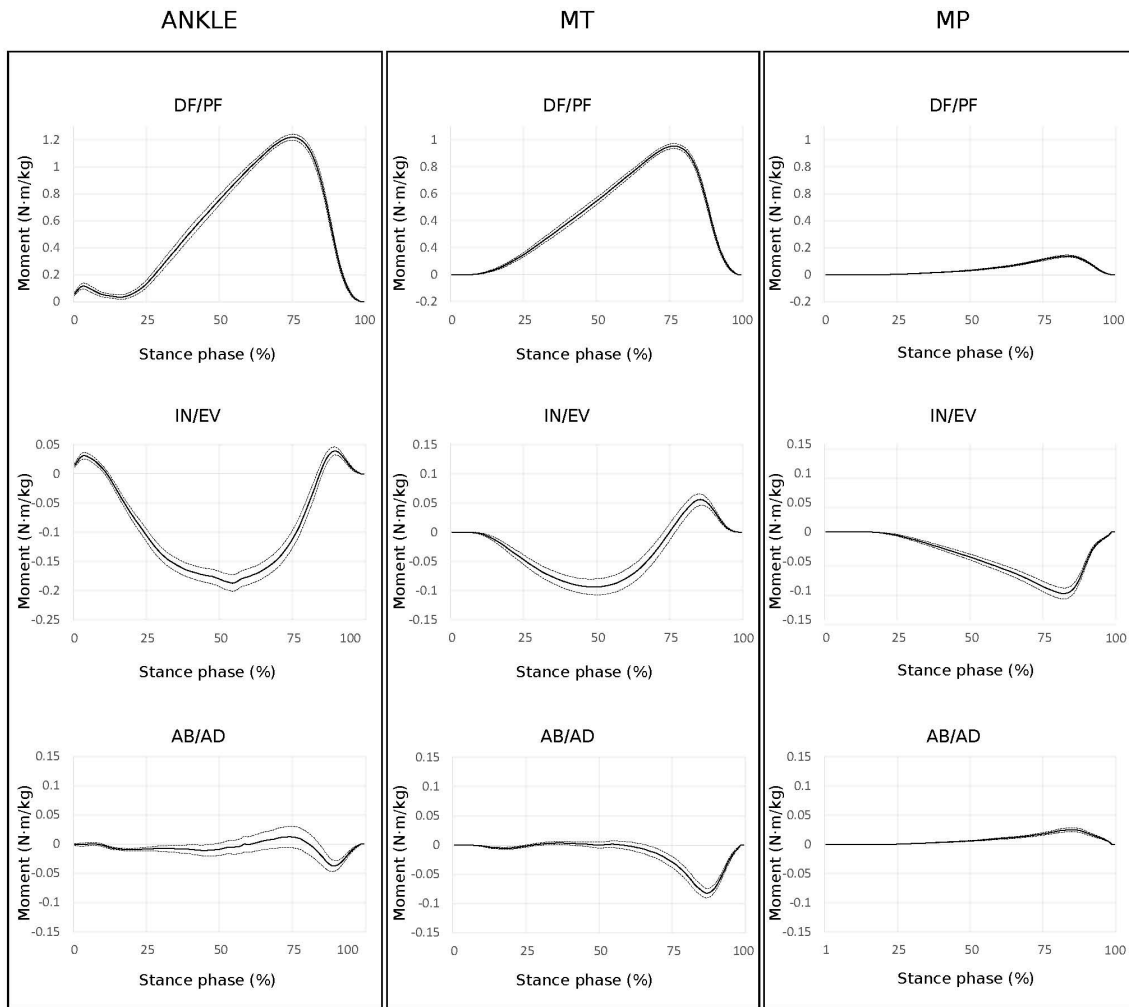 ANKLE
MT
MP
DF/PF
Moment (N·m/kg)
1.2
1
0.8
0.6
0.4
0.2
0
0 25 50 75 100
Stance phase (%)
DF/PF
Moment (N·m/kg)
1
0.8
0.6
0.4
0.2
0
-0.2
0 25 50 75 100
Stance phase (%)
DF/PF
Moment (N·m/kg)
1
0.8
0.6
0.4
0.2
0
-0.2
0 25 50 75 100
Stance phase (%)
IN/EV
Moment (N·m/kg)
0.05
0
-0.05
-0.1
-0.15
-0.2
-0.25
0 25 50 75 100
Stance phase (%)
IN/EV
Moment (N·m/kg)
0.15
0.1
0.05
0
-0.05
-0.1
-0.15
0 25 50 75 100
Stance phase (%)
IN/EV
Moment (N·m/kg)
0.15
0.1
0.05
0
-0.05
-0.1
-0.15
0 25 50 75 100
Stance phase (%)
AB/AD
Moment (N·m/kg)
0.15
0.1
0.05
0
-0.05
-0.1
-0.15
0 25 50 75 100
Stance phase (%)
AB/AD
Moment (N·m/kg)
0.15
0.1
0.05
0
-0.05
-0.1
-0.15
0 25 50 75 100
Stance phase (%)
AB/AD
Moment (N·m/kg)
0.15
0.1
0.05
0
-0.05
-0.1
-0.15
1 25 50 75 100
Stance phase (%)